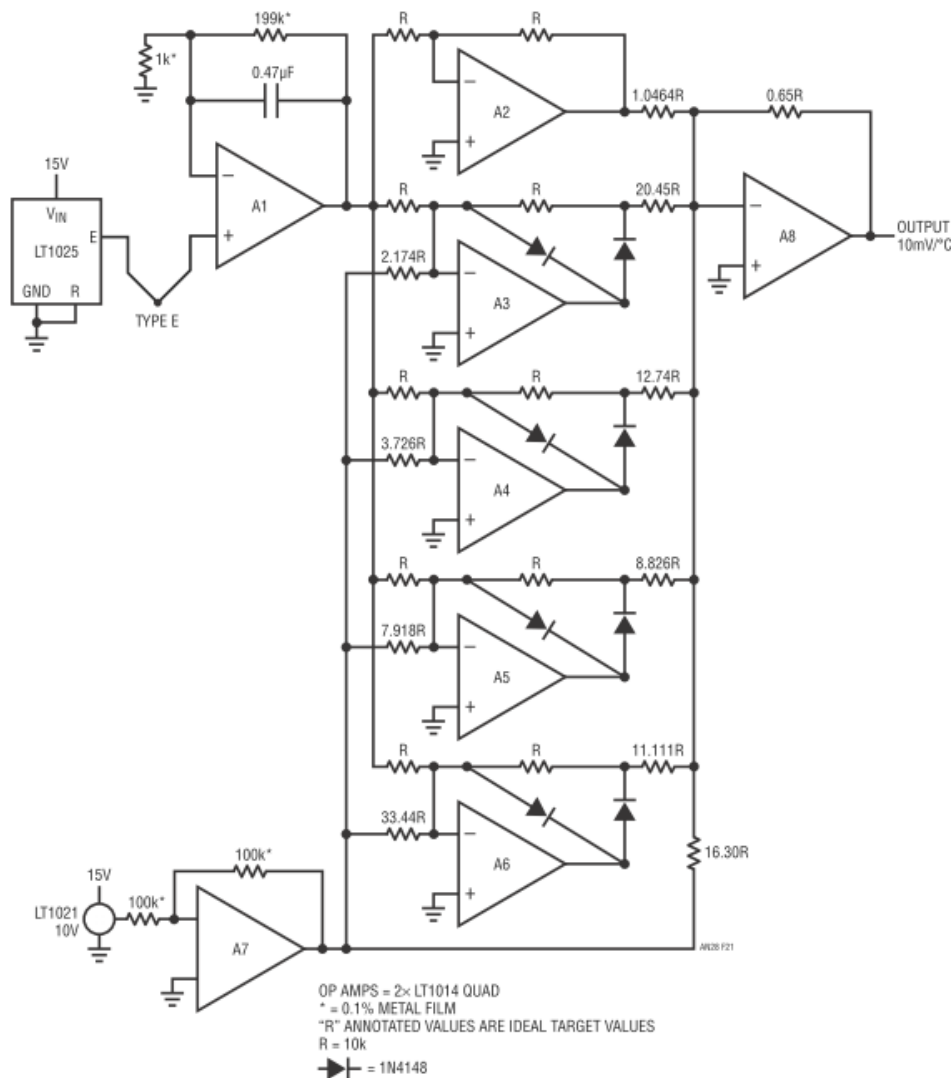 199k*
R
R
1k*
0.47µF
A2
1.0464R
0.65R
15V
VIN
LT1025
E
GND
R
TYPE E
A1
R
R
20.45R
2.174R
A3
A8
OUTPUT
10mV/°C
R
R
12.74R
3.726R
A4
R
R
8.826R
7.918R
A5
R
R
11.111R
33.44R
A6
16.30R
100k*
15V
100k*
LT1021
10V
A7
AN28 F21
OP AMPS = 2× LT1014 QUAD
* = 0.1% METAL FILM
"R" ANNOTATED VALUES ARE IDEAL TARGET VALUES
R = 10k
= 1N4148